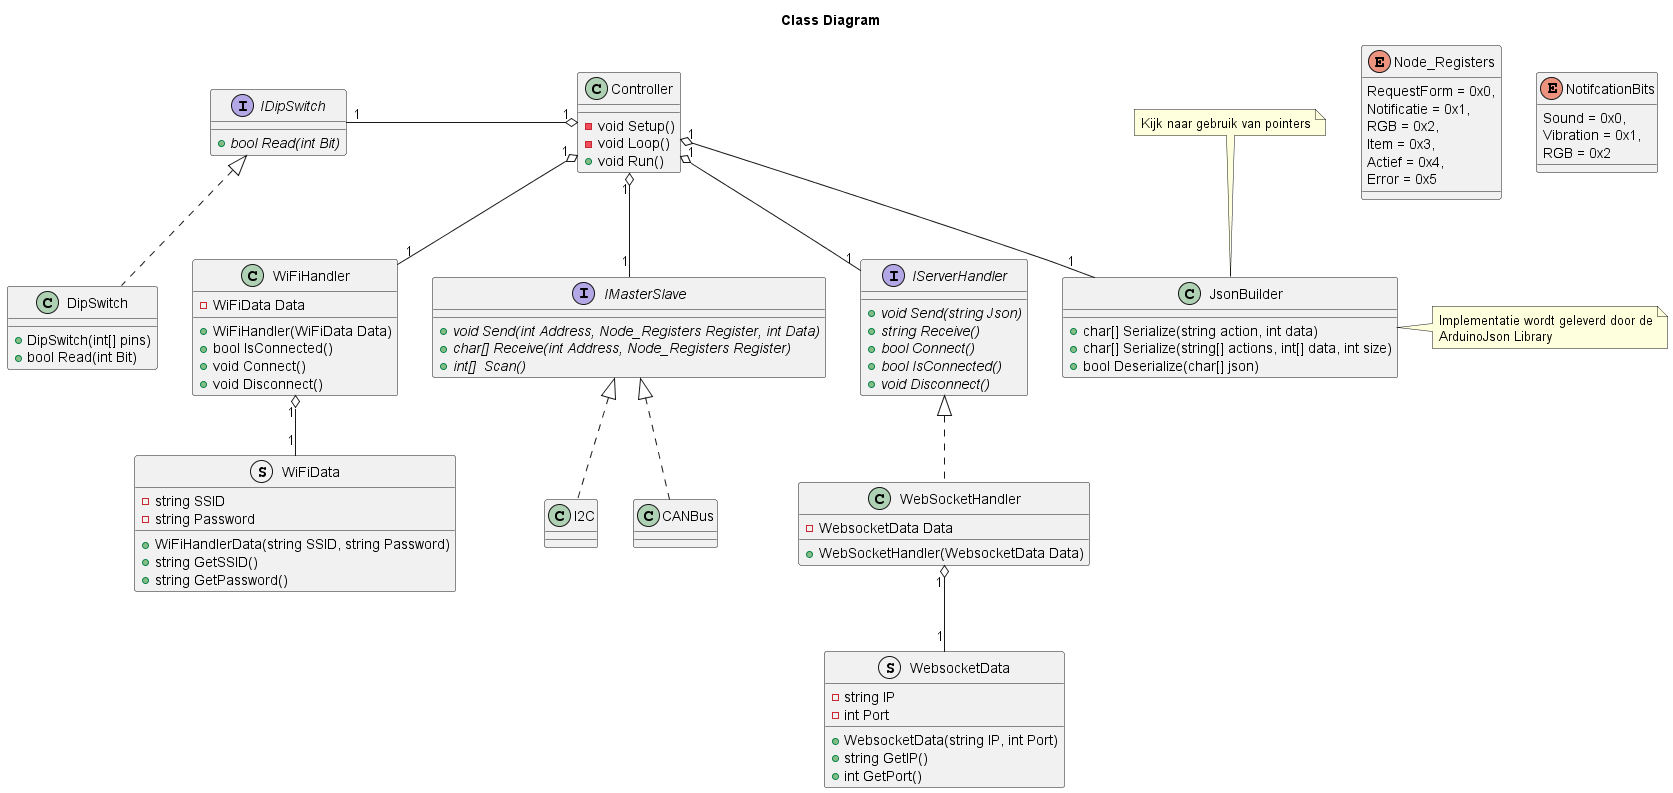 Class Diagram
I IDipSwitch
bool Read(int Bit)
C Controller
void Setup()
void Loop()
void Run()
Kijk naar gebruik van pointers
E Node_Registers
RequestForm = 0x0,
Notificatie = 0x1,
RGB = 0x2,
Item = 0x3,
Actief = 0x4,
Error = 0x5
E NotifcationBits
Sound = 0x0,
Vibration = 0x1,
RGB = 0x2
1
1
1
1
1
1
1
1
1
1
C DipSwitch
DipSwitch(int[] pins)
bool Read(int Bit)
C WiFiHandler
WiFiData Data
WiFiHandler(WiFiData Data)
bool IsConnected()
void Connect()
void Disconnect()
I IMasterSlave
void Send(int Address, Node_Registers Register, int Data)
char[] Receive(int Address, Node_Registers Register)
int[]  Scan()
I IServerHandler
void Send(string Json)
string Receive()
bool Connect()
bool IsConnected()
void Disconnect()
C JsonBuilder
char[] Serialize(string action, int data)
char[] Serialize(string[] actions, int[] data, int size)
bool Deserialize(char[] json)
Implementatie wordt geleverd door de
ArduinoJson Library
1
1
S WiFiData
string SSID
string Password
WiFiHandlerData(string SSID, string Password)
string GetSSID()
string GetPassword()
C I2C
C CANBus
C WebSocketHandler
WebsocketData Data
WebSocketHandler(WebsocketData Data)
1
1
S WebsocketData
string IP
int Port
WebsocketData(string IP, int Port)
string GetIP()
int GetPort()